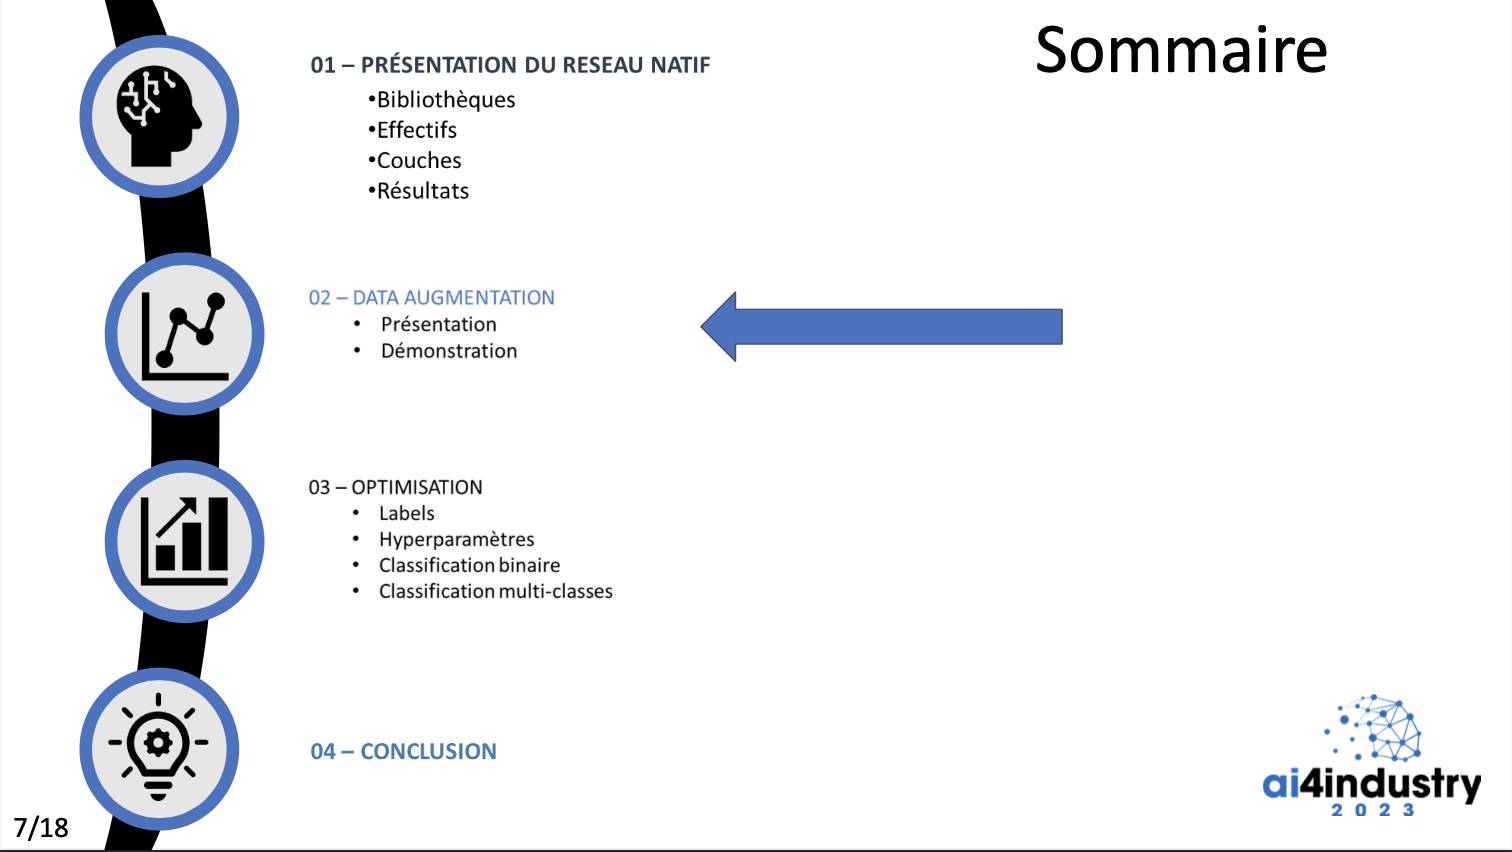 Sommaire
01 – PRÉSENTATION DU RESEAU NATIF
•Bibliothèques
•Effectifs
•Couches
•Résultats
02 – DATA AUGMENTATION
• Présentation
• Démonstration
03 – OPTIMISATION
• Labels
• Hyperparamètres
• Classification binaire
• Classification multi-classes
04 – CONCLUSION
ai4industry
2023
7/18